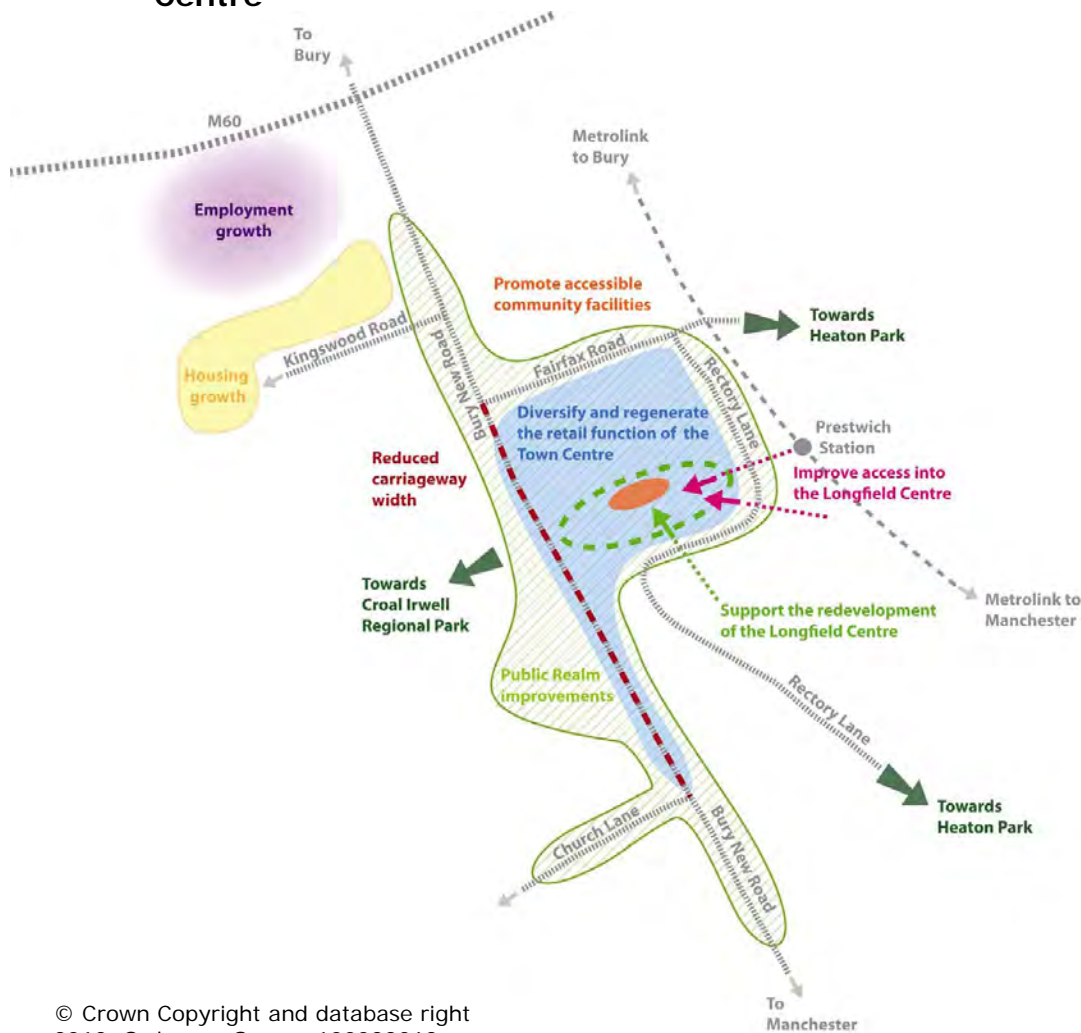 centre
To
Bury
M60
Metrolink
to Bury
Employment
growth
Promote accessible
community facilities
Towards
Heaton Park
Kingswood Road
Bury New Road
Fairfax Road
Rectory Lane
Housing
growth
Diversify and regenerate
the retail function of the
Town Centre
Prestwich
Station
Reduced
carriageway
width
Improve access into
the Longfield Centre
Towards
Croal Irwell
Regional Park
Support the redevelopment
of the Longfield Centre
Metrolink to
Manchester
Public Realm
improvements
Rectory Lane
Towards
Heaton Park
Church Lane
Bury New Road
To
Manchester
© Crown Copyright and database right